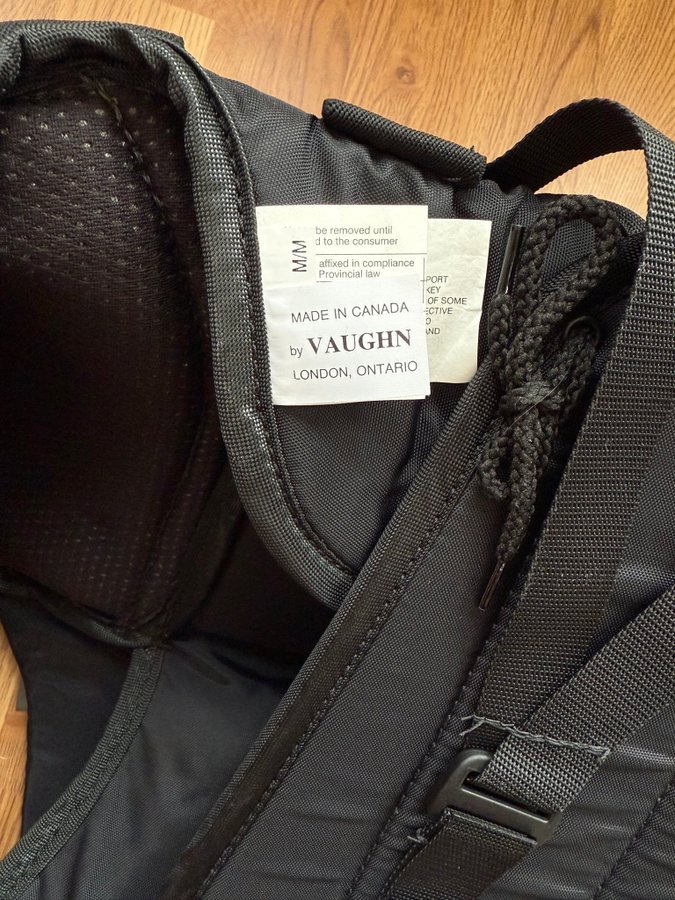 M/M
be removed until
d to the consumer
affixed in compliance
Provincial law
MADE IN CANADA
by VAUGHN
LONDON, ONTARIO
PORT
KEY
OF SOME
ECTIVE
O
AND